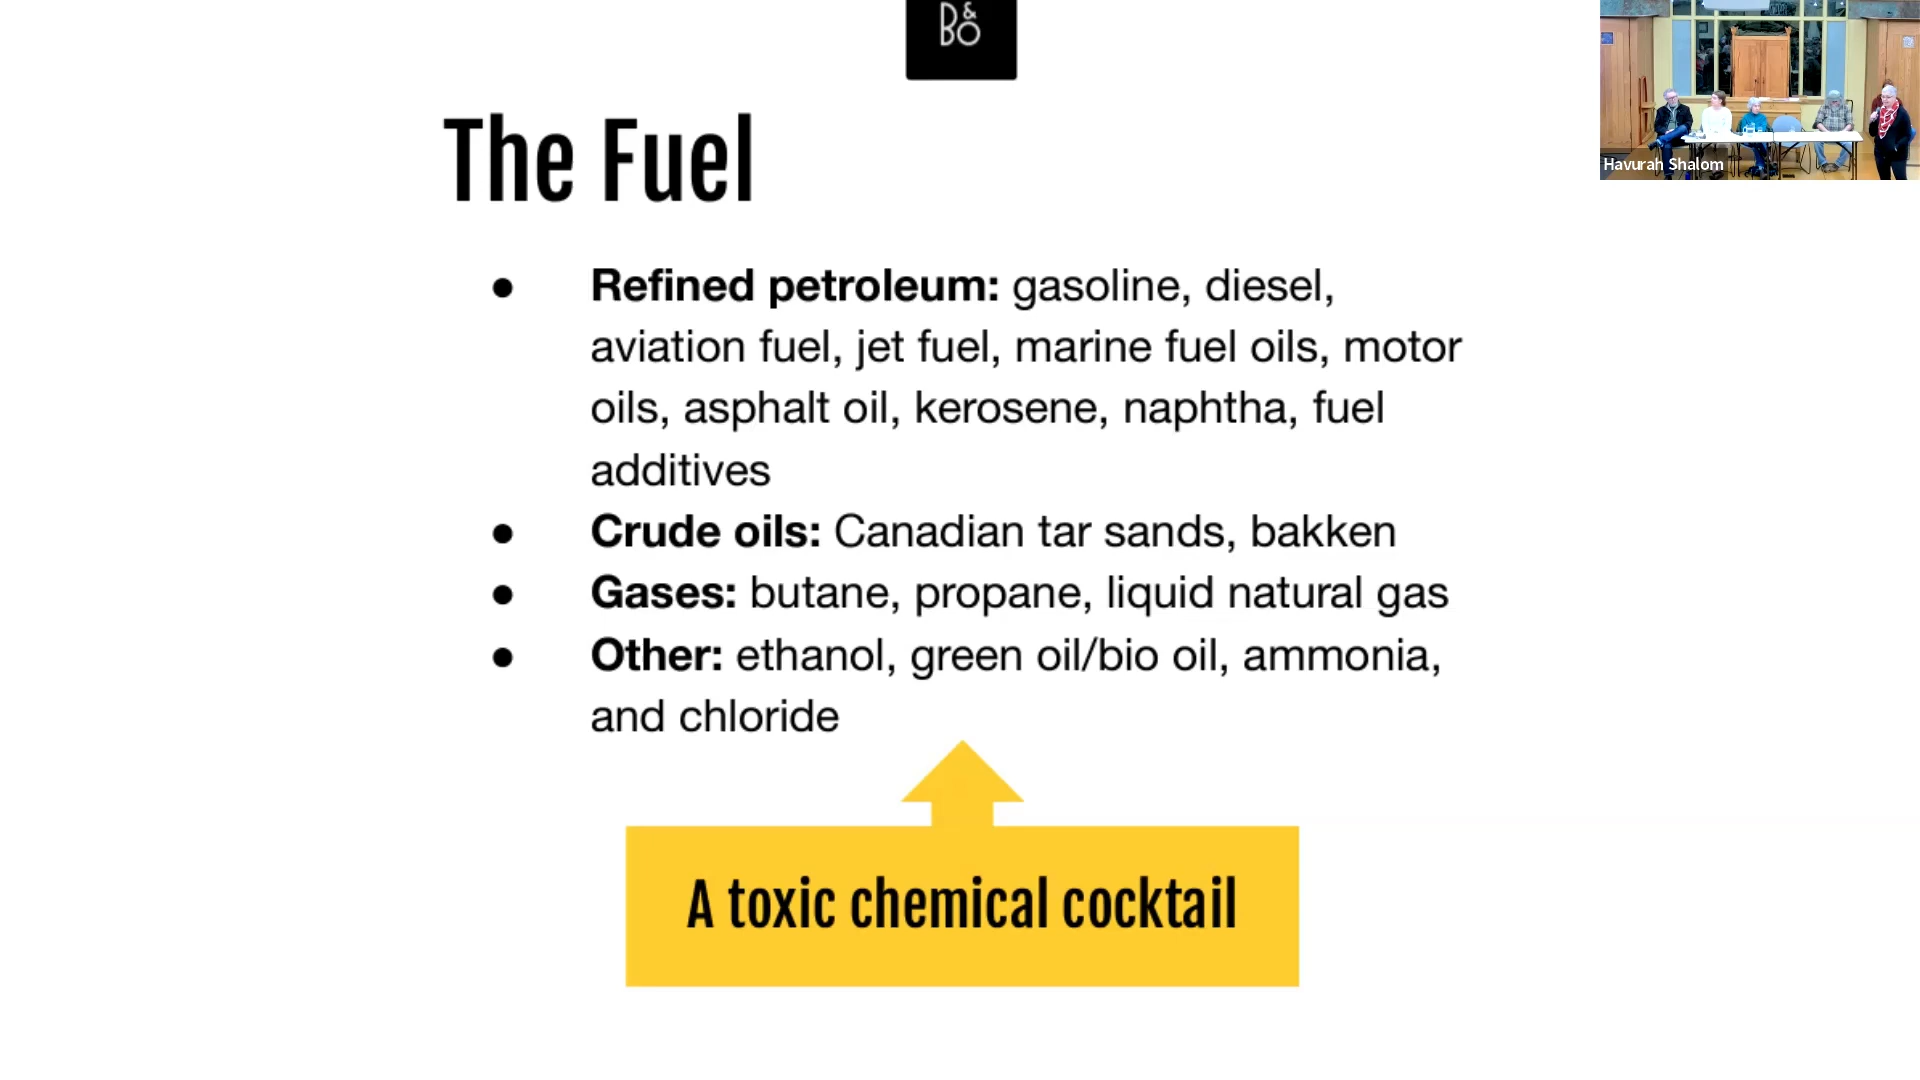 B&O
The Fuel
● Refined petroleum: gasoline, diesel,
aviation fuel, jet fuel, marine fuel oils, motor
oils, asphalt oil, kerosene, naphtha, fuel
additives
● Crude oils: Canadian tar sands, bakken
● Gases: butane, propane, liquid natural gas
● Other: ethanol, green oil/bio oil, ammonia,
and chloride
A toxic chemical cocktail
Havurah Shalom